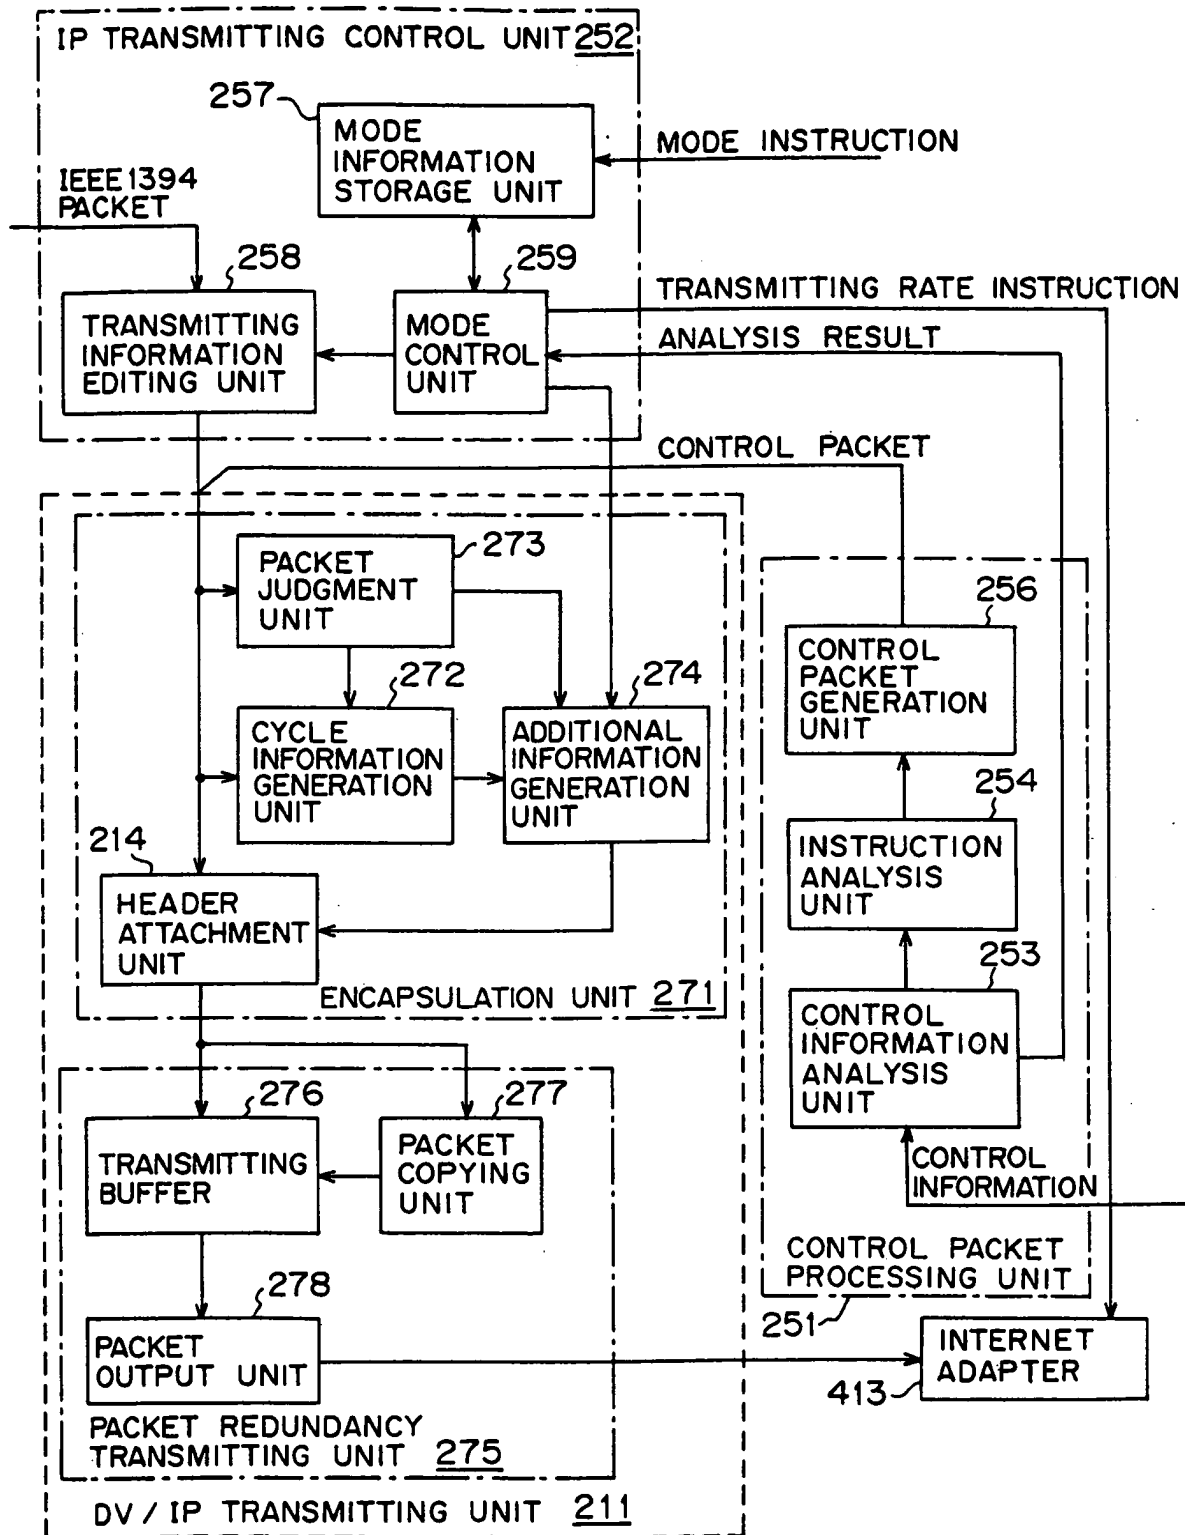 IP TRANSMITTING CONTROL UNIT 252
257
MODE
INFORMATION
STORAGE UNIT
MODE INSTRUCTION
IEEE1394
PACKET
258
259
TRANSMITTING
INFORMATION
EDITING UNIT
MODE
CONTROL
UNIT
TRANSMITTING RATE INSTRUCTION
ANALYSIS RESULT
CONTROL PACKET
273
PACKET
JUDGMENT
UNIT
256
CONTROL
PACKET
GENERATION
UNIT
272
274
CYCLE
INFORMATION
GENERATION
UNIT
ADDITIONAL
INFORMATION
GENERATION
UNIT
254
INSTRUCTION
ANALYSIS
UNIT
214
HEADER
ATTACHMENT
UNIT
253
CONTROL
INFORMATION
ANALYSIS
UNIT
ENCAPSULATION UNIT 271
276
277
TRANSMITTING
BUFFER
PACKET
COPYING
UNIT
CONTROL
INFORMATION
CONTROL PACKET
PROCESSING UNIT
251
278
PACKET
OUTPUT UNIT
INTERNET
ADAPTER
413
PACKET REDUNDANCY
TRANSMITTING UNIT 275
DV / IP TRANSMITTING UNIT 211